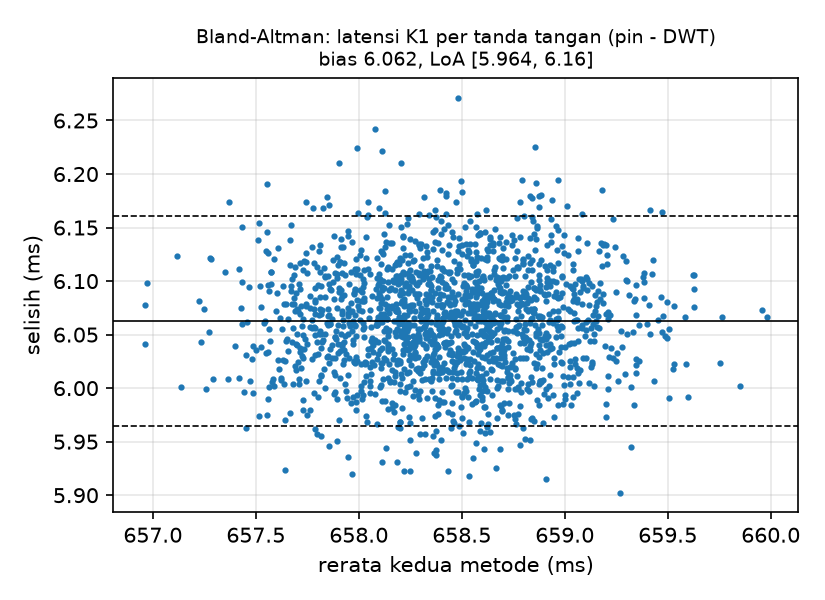 Bland-Altman: latensi K1 per tanda tangan (pin - DWT)
bias 6.062, LoA [5.964, 6.16]
selisih (ms)
6.25
6.20
6.15
6.10
6.05
6.00
5.95
5.90
657.0 657.5 658.0 658.5 659.0 659.5 660.0
rerata kedua metode (ms)